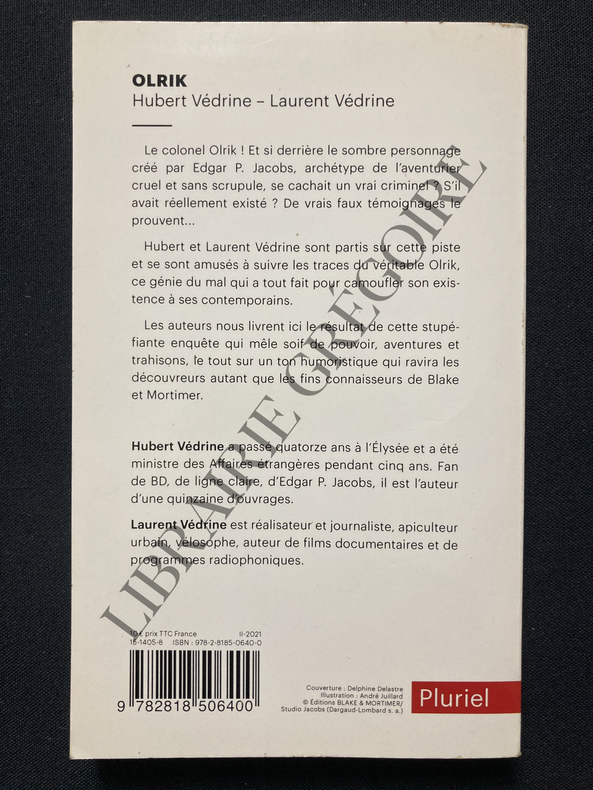 OLRIK
Hubert Védrine – Laurent Védrine
Le colonel Olrik ! Et si derrière le sombre personnage
créé par Edgar P. Jacobs, archétype de l'aventurier
cruel et sans scrupule, se cachait un vrai criminel ? S'il
avait réellement existé ? De vrais faux témoignages le
prouvent...
Hubert et Laurent Védrine sont partis sur cette piste
et se sont amusés à suivre les traces du véritable Olrik,
ce génie du mal qui a tout fait pour camoufler son exis-
tence à ses contemporains.
Les auteurs nous livrent ici le résultat de cette stupé-
fiante enquête qui mêle soif de pouvoir, aventures et
trahisons, le tout sur un ton humoristique qui ravira les
découvreurs autant que les fins connaisseurs de Blake
et Mortimer.
Hubert Védrine a passé quatorze ans à l'Élysée et a été
ministre des Affaires étrangères pendant cinq ans. Fan
de BD, de ligne claire, d'Edgar P. Jacobs, il est l'auteur
d'une quinzaine d'ouvrages.
Laurent Védrine est réalisateur et journaliste, apiculteur
urbain, vélosophe, auteur de films documentaires et de
programmes radiophoniques.
LIBRAIRIE GRÉGOIRE
10 € prix TTC France II-2021
15-1405-8 ISBN : 978-2-8185-0640-0
9 782818 506400
Couverture : Delphine Delastre
Illustration : André Juillard
© Éditions BLAKE & MORTIMER/
Studio Jacobs (Dargaud-Lombard s. a.)
Pluriel